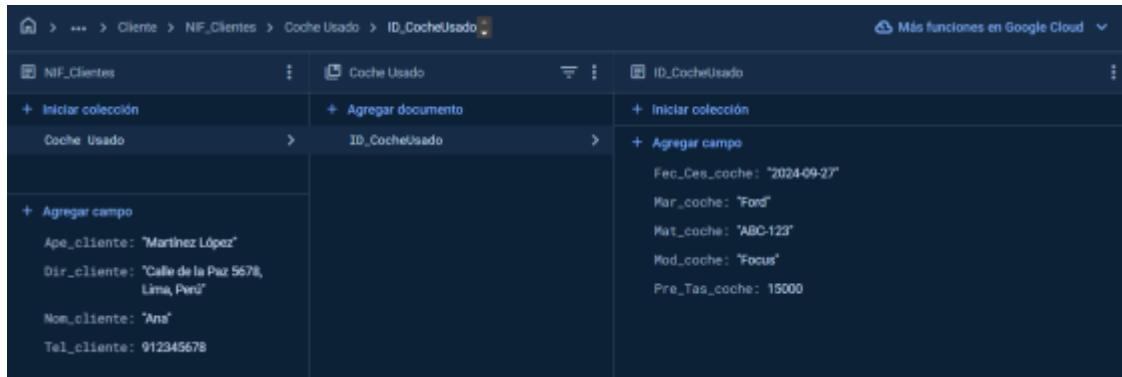 > ... > Cliente > NIF_Clientes > Coche Usado > ID_CocheUsado
Más funciones en Google Cloud
NIF_Clientes
+ Iniciar colección
Coche Usado >
+ Agregar campo
Ape_cliente: "Martínez López"
Dir_cliente: "Calle de la Paz 5678,
Lima, Perú"
Nom_cliente: "Ana"
Tel_cliente: 912345678
Coche Usado
+ Agregar documento
ID_CocheUsado >
ID_CocheUsado
+ Iniciar colección
+ Agregar campo
Fec_Ces_coche: "2024-09-27"
Mar_coche: "Ford"
Mat_coche: "ABC-123"
Mod_coche: "Focus"
Pre_Tas_coche: 15000